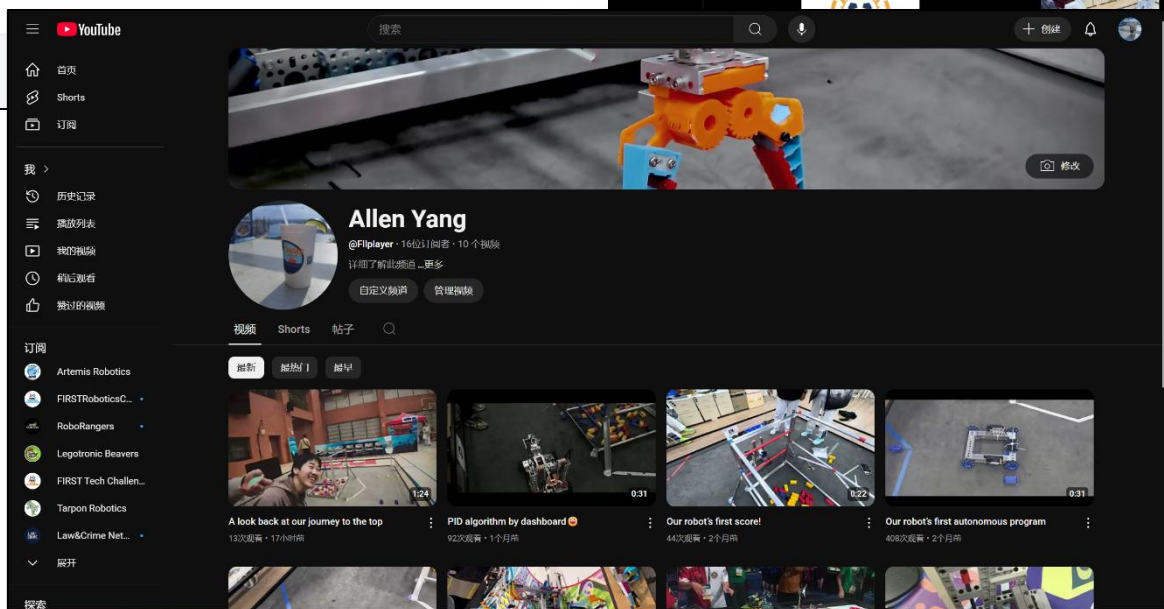 YouTube
搜索
创建
首页
Shorts
订阅
我
历史记录
播放列表
我的视频
稍后观看
赞过的视频
订阅
Artemis Robotics
FIRSTRoboticsC...
RoboRangers
Legotronic Beavers
FIRST Tech Challen...
Tarpon Robotics
Law&Crime Net...
展开
探索
修改
Allen Yang
@Fllplayer · 16位订阅者 · 10 个视频
详细了解此频道 ...更多
自定义频道
管理视频
视频 Shorts 帖子
最新 最热门 最早
1:24
A look back at our journey to the top
13次观看 · 17小时前
0:31
PID algorithm by dashboard
92次观看 · 1个月前
0:22
Our robot's first score!
44次观看 · 2个月前
0:31
Our robot's first autonomous program
408次观看 · 2个月前